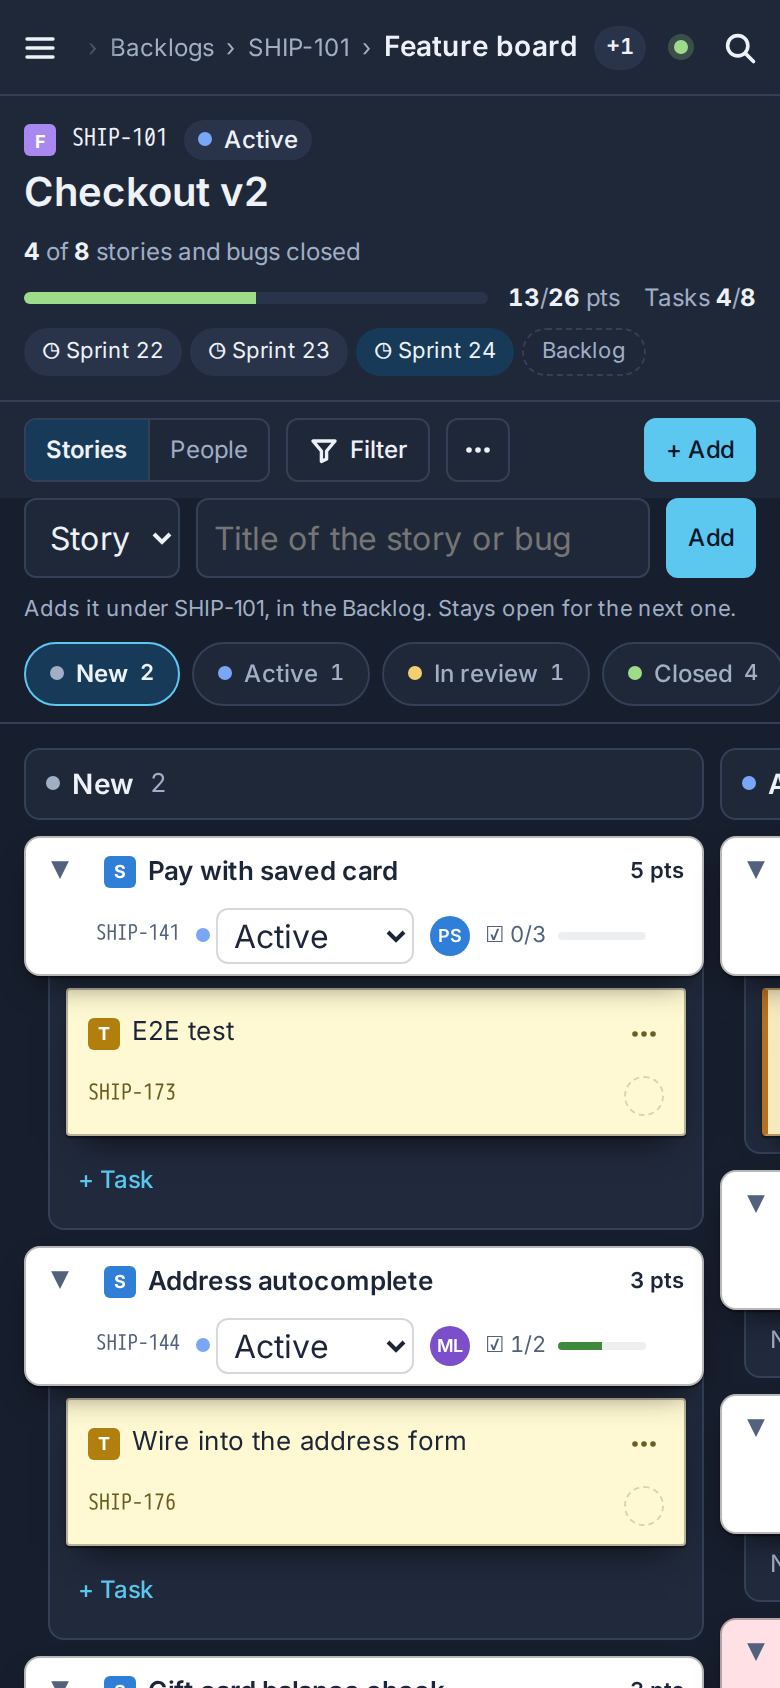 › Backlogs › SHIP-101 › Feature board +1
F SHIP-101 Active
Checkout v2
4 of 8 stories and bugs closed
13/26 pts Tasks 4/8
Sprint 22 Sprint 23 Sprint 24 Backlog
Stories People Filter ••• + Add
Story Title of the story or bug Add
Adds it under SHIP-101, in the Backlog. Stays open for the next one.
New 2 Active 1 In review 1 Closed 4
New 2
S Pay with saved card 5 pts
SHIP-141 Active PS ☑ 0/3
T E2E test •••
SHIP-173
+ Task
S Address autocomplete 3 pts
SHIP-144 Active ML ☑ 1/2
T Wire into the address form •••
SHIP-176
+ Task